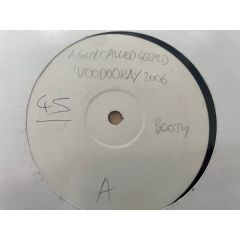 A GUY CALLED GERALD
'VOODOORAY 2006'
45
BOOTY
A